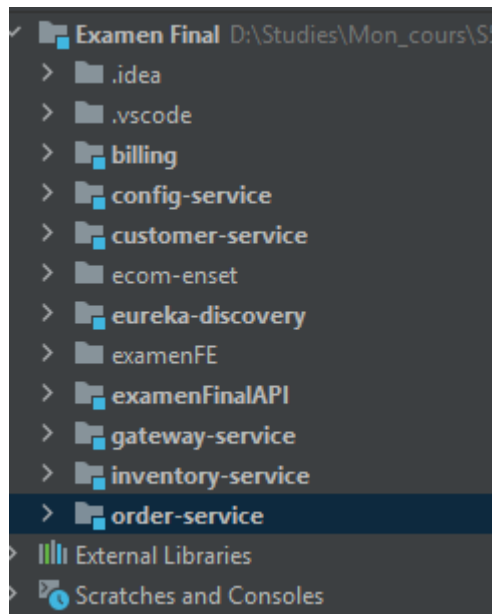 Examen Final D:\Studies\Mon_cours\S
.idea
.vscode
billing
config-service
customer-service
ecom-enset
eureka-discovery
examenFE
examenFinalAPI
gateway-service
inventory-service
order-service
External Libraries
Scratches and Consoles